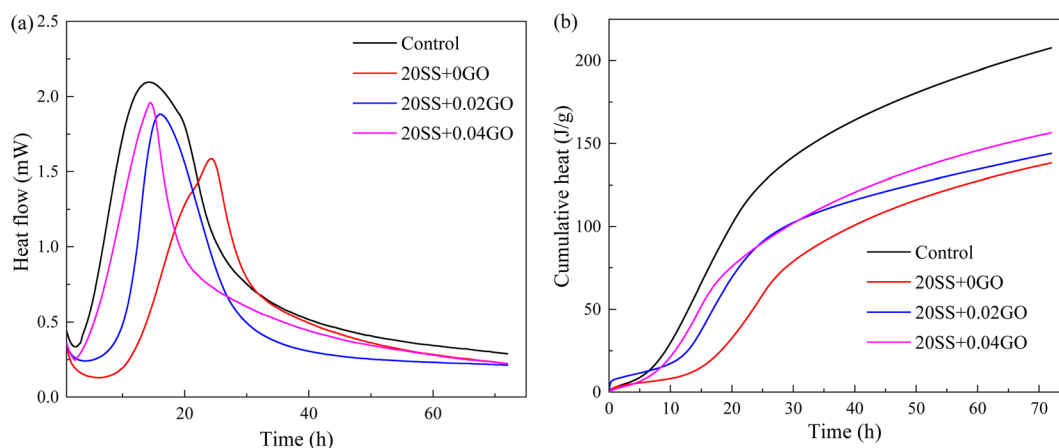 (a)
2.5
2.0
1.5
1.0
0.5
0.0
Heat flow (mW)
20
40
60
Time (h)
Control
20SS+0GO
20SS+0.02GO
20SS+0.04GO
(b)
200
150
100
50
0
Cumulative heat (J/g)
0
10
20
30
40
50
60
70
Time (h)
Control
20SS+0GO
20SS+0.02GO
20SS+0.04GO